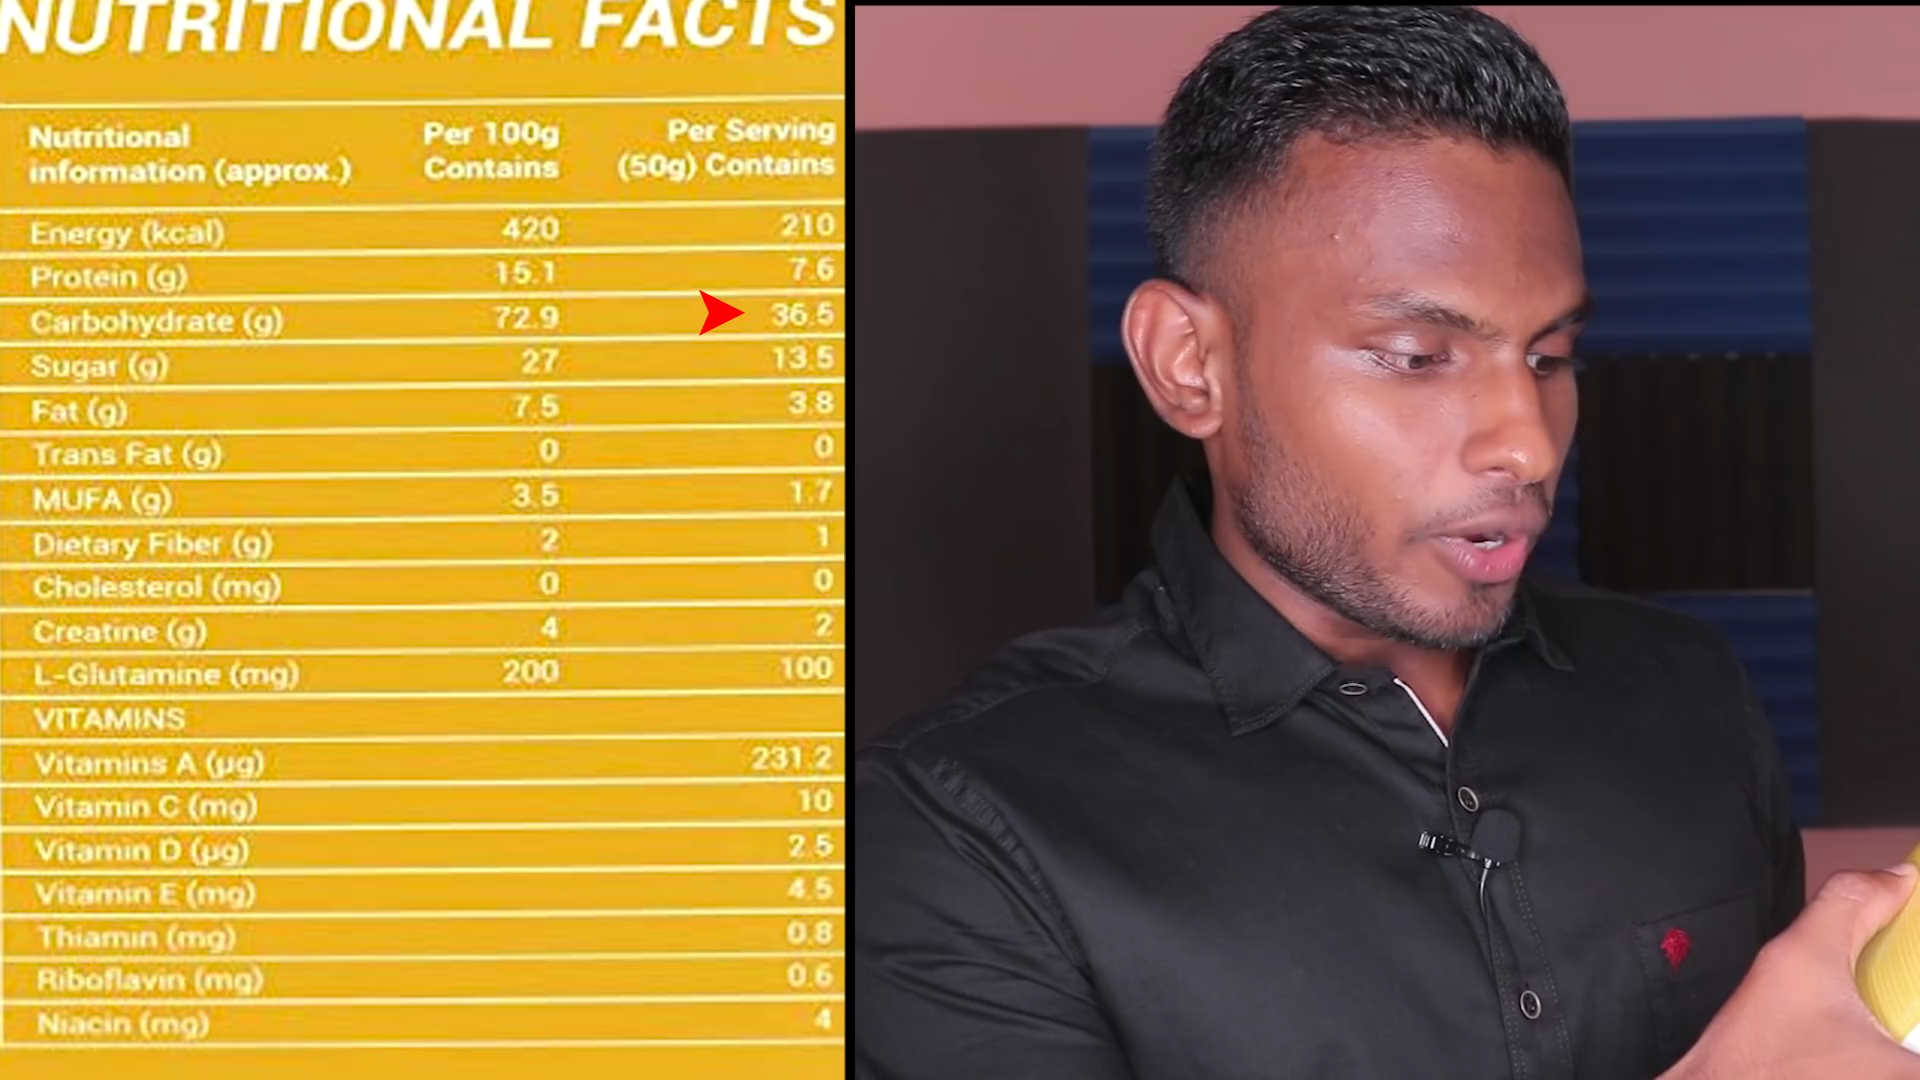 NUTRITIONAL FACTS
Nutritional information (approx.) Per 100g Contains Per Serving (50g) Contains
Energy (kcal) 420 210
Protein (g) 15.1 7.6
Carbohydrate (g) 72.9 36.5
Sugar (g) 27 13.5
Fat (g) 7.5 3.8
Trans Fat (g) 0 0
MUFA (g) 3.5 1.7
Dietary Fiber (g) 2 1
Cholesterol (mg) 0 0
Creatine (g) 4 2
L-Glutamine (mg) 200 100
VITAMINS
Vitamins A (µg) 231.2
Vitamin C (mg) 10
Vitamin D (µg) 2.5
Vitamin E (mg) 4.5
Thiamin (mg) 0.8
Riboflavin (mg) 0.6
Niacin (mg) 4